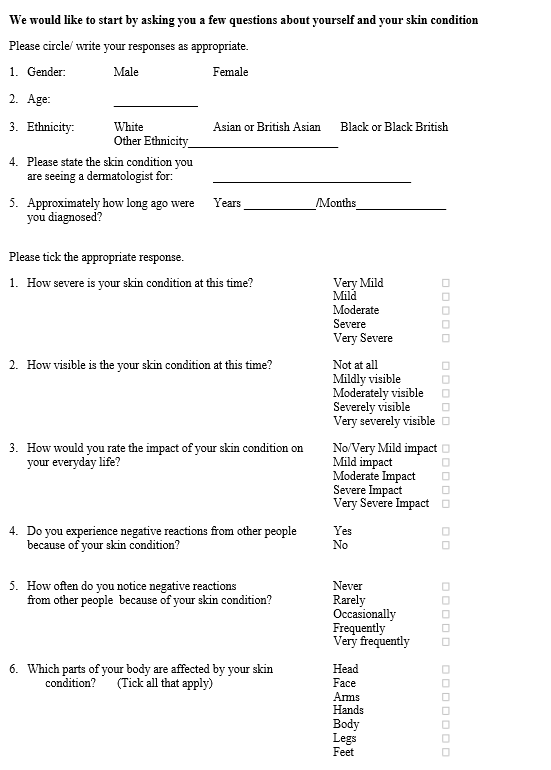 We would like to start by asking you a few questions about yourself and your skin condition
Please circle/ write your responses as appropriate.
1. Gender: Male Female
2. Age: ______________
3. Ethnicity: White Asian or British Asian Black or Black British
Other Ethnicity_________________________
4. Please state the skin condition you
are seeing a dermatologist for: _________________________________
5. Approximately how long ago were Years ____________/Months_______________
you diagnosed?
Please tick the appropriate response.
1. How severe is your skin condition at this time? Very Mild ☐
Mild ☐
Moderate ☐
Severe ☐
Very Severe ☐
2. How visible is the your skin condition at this time? Not at all ☐
Mildly visible ☐
Moderately visible ☐
Severely visible ☐
Very severely visible ☐
3. How would you rate the impact of your skin condition on No/Very Mild impact ☐
your everyday life? Mild impact ☐
Moderate Impact ☐
Severe Impact ☐
Very Severe Impact ☐
4. Do you experience negative reactions from other people Yes ☐
because of your skin condition? No ☐
5. How often do you notice negative reactions Never ☐
from other people because of your skin condition? Rarely ☐
Occasionally ☐
Frequently ☐
Very frequently ☐
6. Which parts of your body are affected by your skin Head ☐
condition? (Tick all that apply) Face ☐
Arms ☐
Hands ☐
Body ☐
Legs ☐
Feet ☐